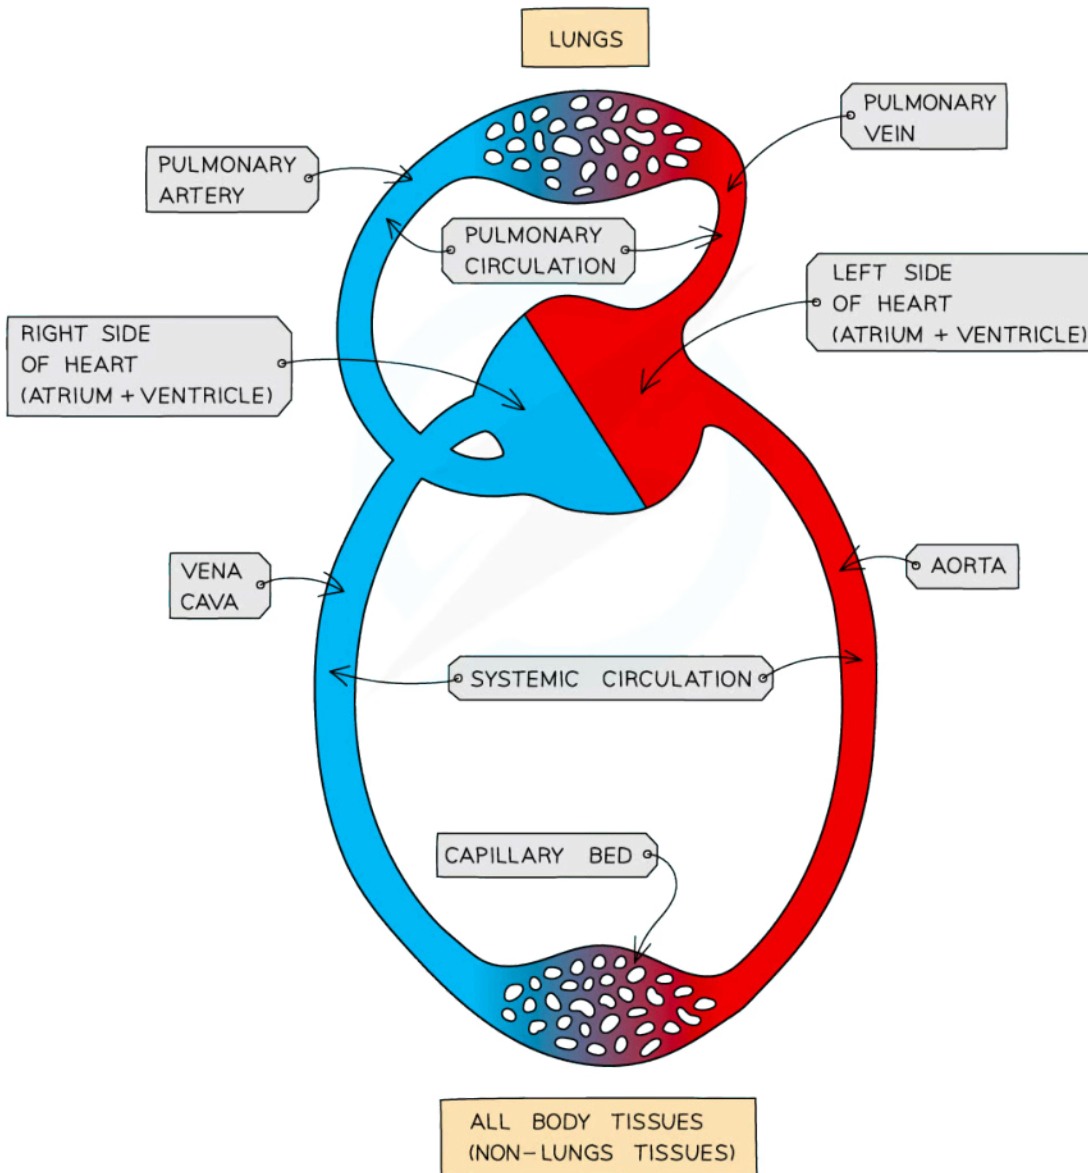 LUNGS
PULMONARY
VEIN
PULMONARY
ARTERY
PULMONARY
CIRCULATION
LEFT SIDE
OF HEART
(ATRIUM + VENTRICLE)
RIGHT SIDE
OF HEART
(ATRIUM + VENTRICLE)
VENA
CAVA
AORTA
SYSTEMIC CIRCULATION
CAPILLARY BED
ALL BODY TISSUES
(NON-LUNGS TISSUES)